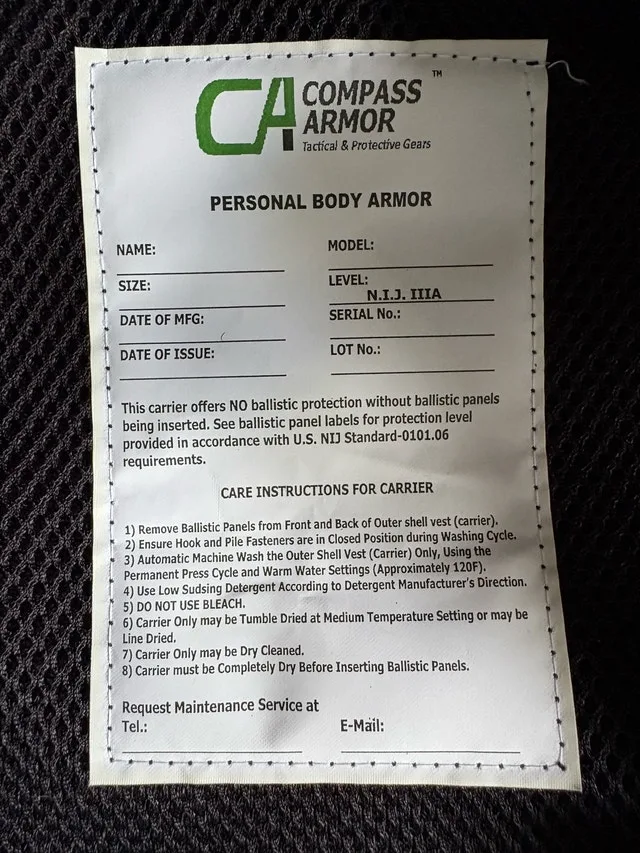 CA COMPASS ARMOR ™
Tactical & Protective Gears
PERSONAL BODY ARMOR
NAME:
MODEL:
SIZE:
LEVEL:
N.I.J. IIIA
DATE OF MFG:
SERIAL No.:
DATE OF ISSUE:
LOT No.:
This carrier offers NO ballistic protection without ballistic panels
being inserted. See ballistic panel labels for protection level
provided in accordance with U.S. NIJ Standard-0101.06
requirements.
CARE INSTRUCTIONS FOR CARRIER
1) Remove Ballistic Panels from Front and Back of Outer shell vest (carrier).
2) Ensure Hook and Pile Fasteners are in Closed Position during Washing Cycle.
3) Automatic Machine Wash the Outer Shell Vest (Carrier) Only, Using the
Permanent Press Cycle and Warm Water Settings (Approximately 120F).
4) Use Low Sudsing Detergent According to Detergent Manufacturer's Direction.
5) DO NOT USE BLEACH.
6) Carrier Only may be Tumble Dried at Medium Temperature Setting or may be
Line Dried.
7) Carrier Only may be Dry Cleaned.
8) Carrier must be Completely Dry Before Inserting Ballistic Panels.
Request Maintenance Service at
Tel.:
E-Mail: